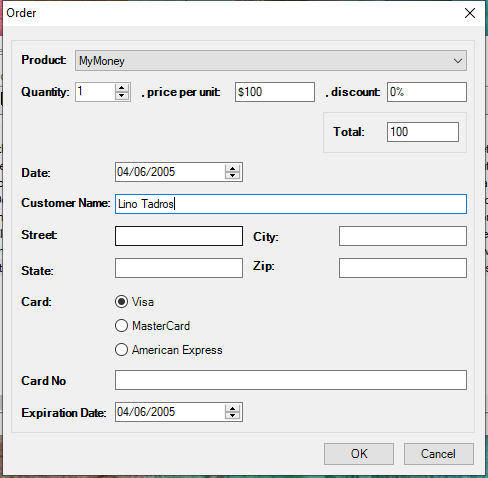 Order
Product: MyMoney
Quantity: 1 , price per unit: $100 , discount: 0%
Total: 100
Date: 04/06/2005
Customer Name: Lino Tadros
Street: City:
State: Zip:
Card: Visa
MasterCard
American Express
Card No
Expiration Date: 04/06/2005
OK Cancel